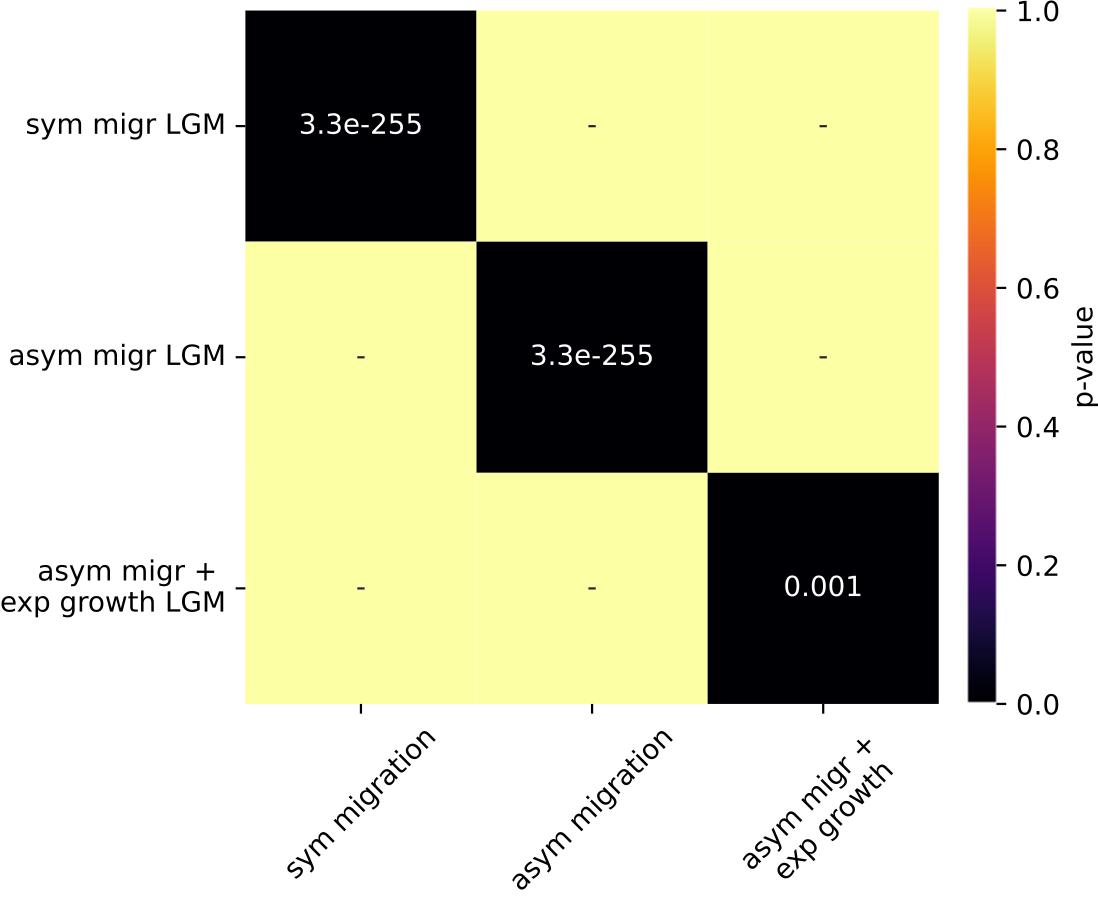 sym migr LGM
3.3e-255
-
-
asym migr LGM
-
3.3e-255
-
asym migr +
exp growth LGM
-
-
0.001
sym migration
asym migration
asym migr +
exp growth
1.0
0.8
0.6
0.4
0.2
0.0
p-value